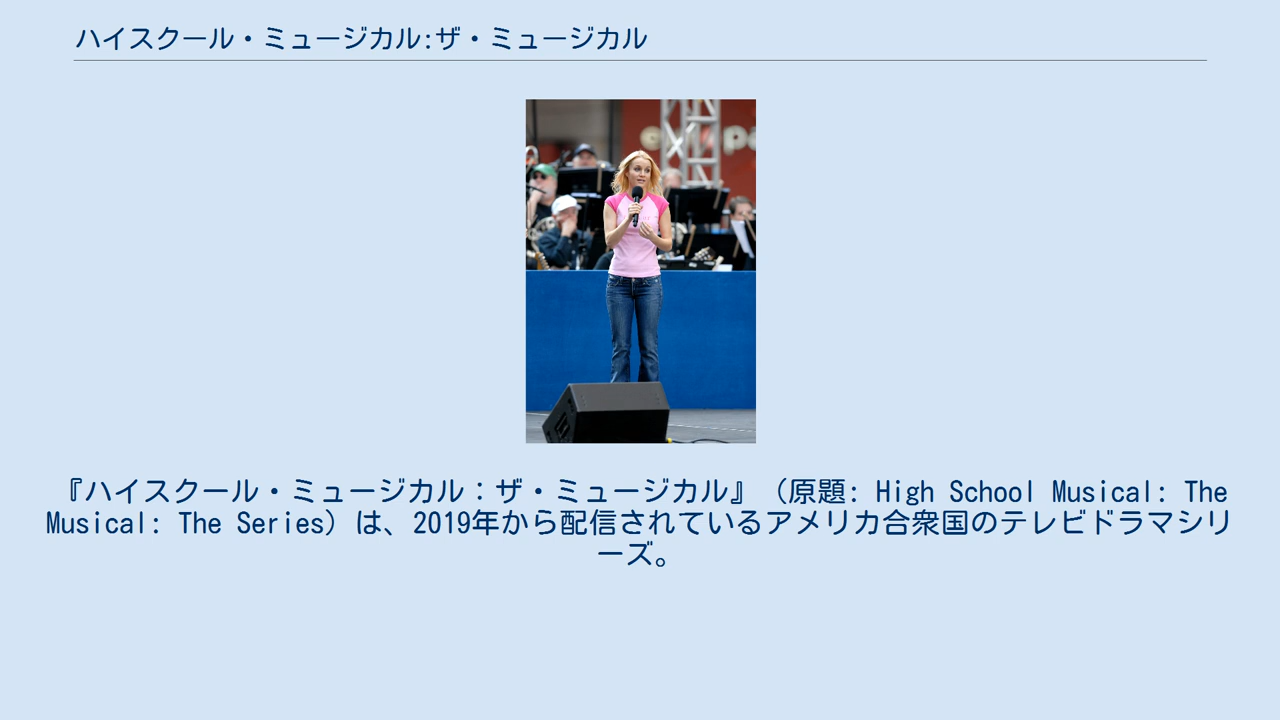 ハイスクール・ミュージカル:ザ・ミュージカル
『ハイスクール・ミュージカル：ザ・ミュージカル』（原題: High School Musical: The
Musical: The Series）は、2019年から配信されているアメリカ合衆国のテレビドラマシリ
ーズ。